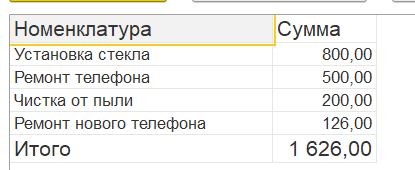 Номенклатура Сумма
Установка стекла 800,00
Ремонт телефона 500,00
Чистка от пыли 200,00
Ремонт нового телефона 126,00
Итого 1 626,00